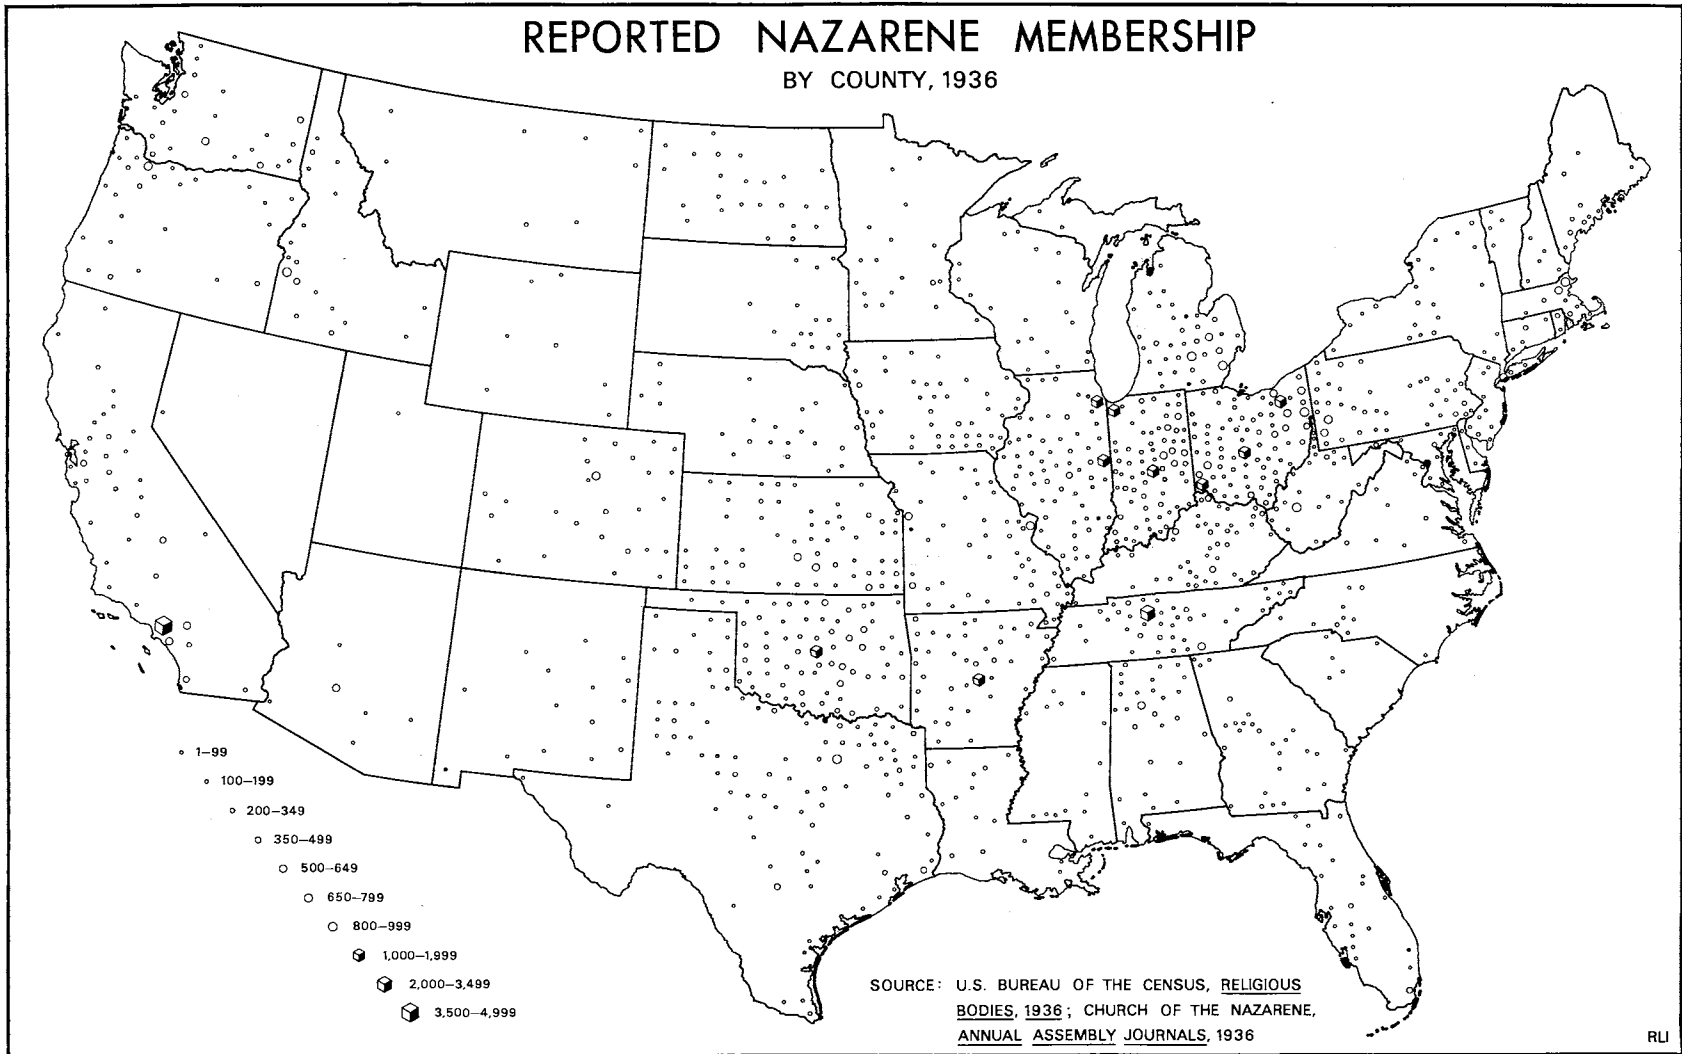 REPORTED NAZARENE MEMBERSHIP
BY COUNTY, 1936
1–99
100–199
200–349
350–499
500–649
650–799
800–999
1,000–1,999
2,000–3,499
3,500–4,999
SOURCE: U.S. BUREAU OF THE CENSUS, RELIGIOUS
BODIES, 1936; CHURCH OF THE NAZARENE,
ANNUAL ASSEMBLY JOURNALS, 1936
RLI